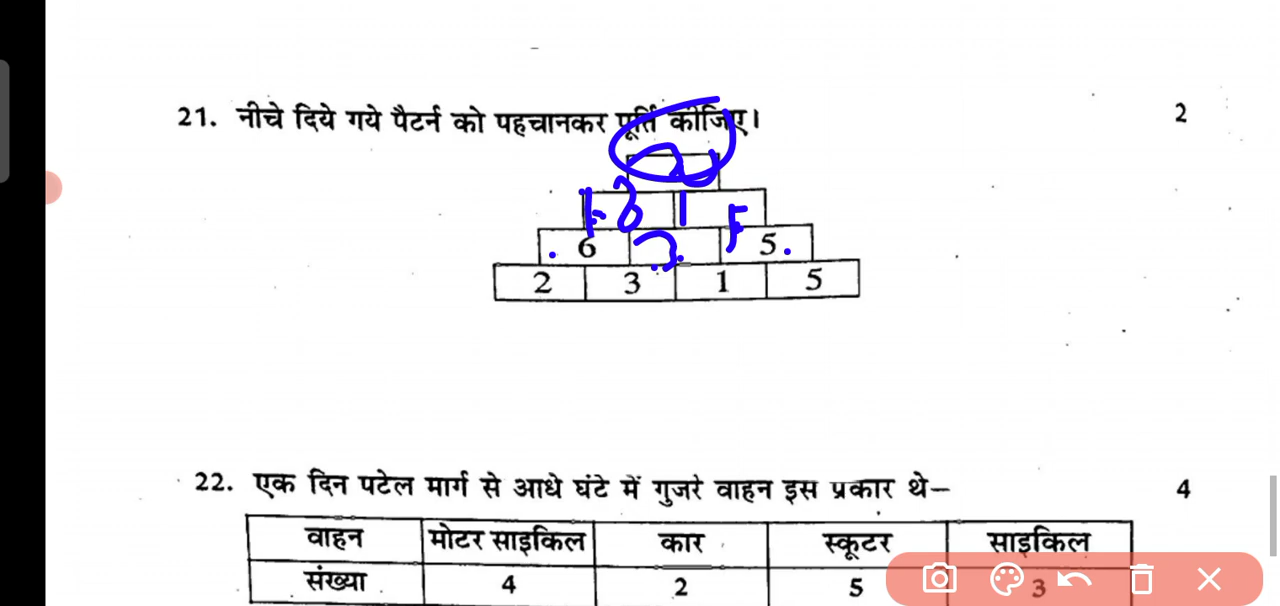 21. नीचे दिये गये पैटर्न को पहचानकर पूर्ति कीजिए। 2
6 5
2 3 1 5
22. एक दिन पटेल मार्ग से आधे घंटे में गुजरे वाहन इस प्रकार थे– 4
वाहन मोटर साइकिल कार स्कूटर साइकिल
संख्या 4 2 5 3